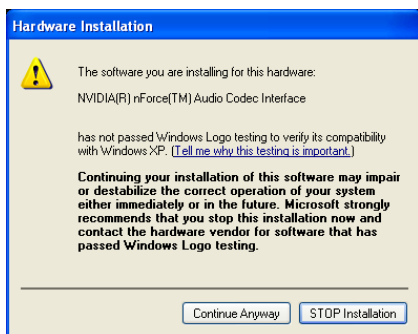 Hardware Installation
The software you are installing for this hardware:
NVIDIA(R) nForce(TM) Audio Codec Interface
has not passed Windows Logo testing to verify its compatibility
with Windows XP. (Tell me why this testing is important.)
Continuing your installation of this software may impair
or destabilize the correct operation of your system
either immediately or in the future. Microsoft strongly
recommends that you stop this installation now and
contact the hardware vendor for software that has
passed Windows Logo testing.
Continue Anyway
STOP Installation